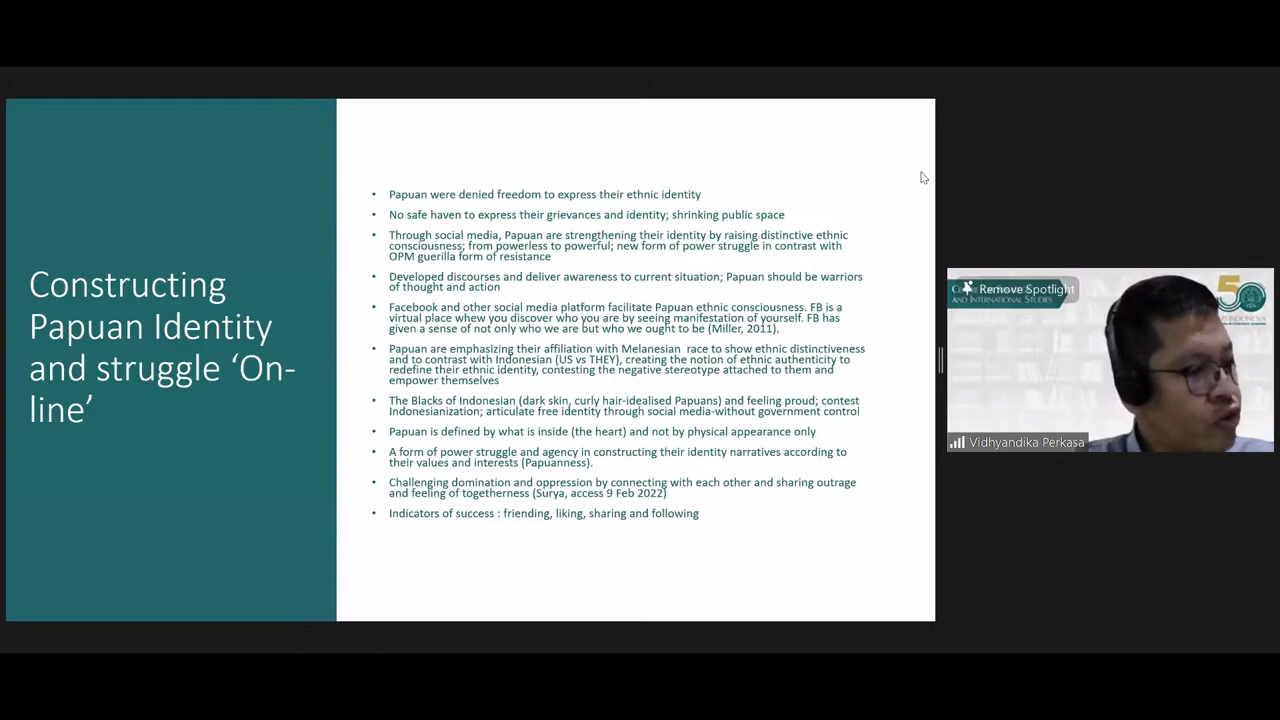 Constructing
Papuan Identity
and struggle ‘On-
line’
• Papuan were denied freedom to express their ethnic identity
• No safe haven to express their grievances and identity; shrinking public space
• Through social media, Papuan are strengthening their identity by raising distinctive ethnic
consciousness; from powerless to powerful; new form of power struggle in contrast with
OPM guerilla form of resistance
• Developed discourses and deliver awareness to current situation; Papuan should be warriors
of thought and action
• Facebook and other social media platform facilitate Papuan ethnic consciousness. FB is a
virtual place whew you discover who you are by seeing manifestation of yourself. FB has
given a sense of not only who we are but who we ought to be (Miller, 2011).
• Papuan are emphasizing their affiliation with Melanesian race to show ethnic distinctiveness
and to contrast with Indonesian (US vs THEY), creating the notion of ethnic authenticity to
redefine their ethnic identity, contesting the negative stereotype attached to them and
empower themselves
• The Blacks of Indonesian (dark skin, curly hair-idealised Papuans) and feeling proud; contest
Indonesianization; articulate free identity through social media-without government control
• Papuan is defined by what is inside (the heart) and not by physical appearance only
• A form of power struggle and agency in constructing their identity narratives according to
their values and interests (Papuanness).
• Challenging domination and oppression by connecting with each other and sharing outrage
and feeling of togetherness (Surya, access 9 Feb 2022)
• Indicators of success : friending, liking, sharing and following
Remove Spotlight
and International Studies
50
Vidhyandika Perkasa